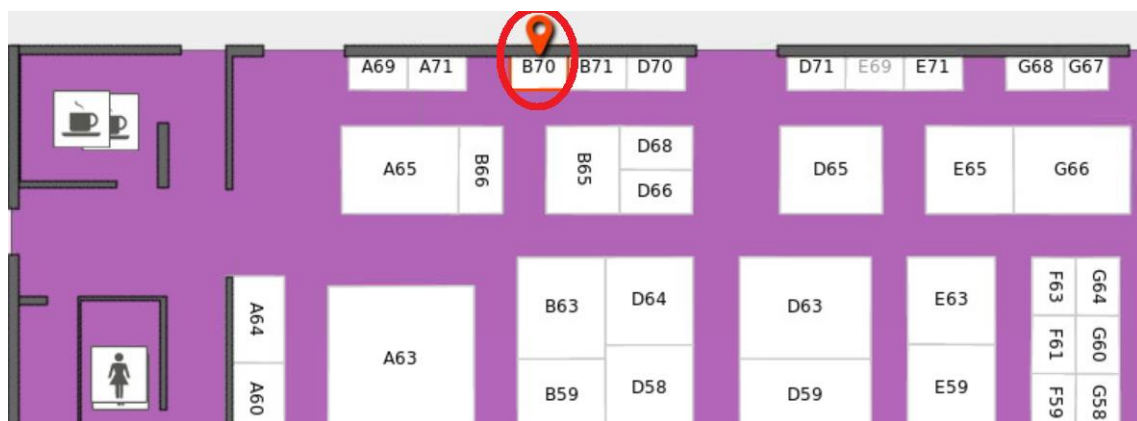 A69 A71 B70 B71 D70 D71 E69 E71 G68 G67
A65 B66 B65 D68 D65 E65 G66
D66
A64 A63 B63 D64 D63 E63 F63 G64
F61 G60
A60 B59 D58 D59 E59 F59 G58